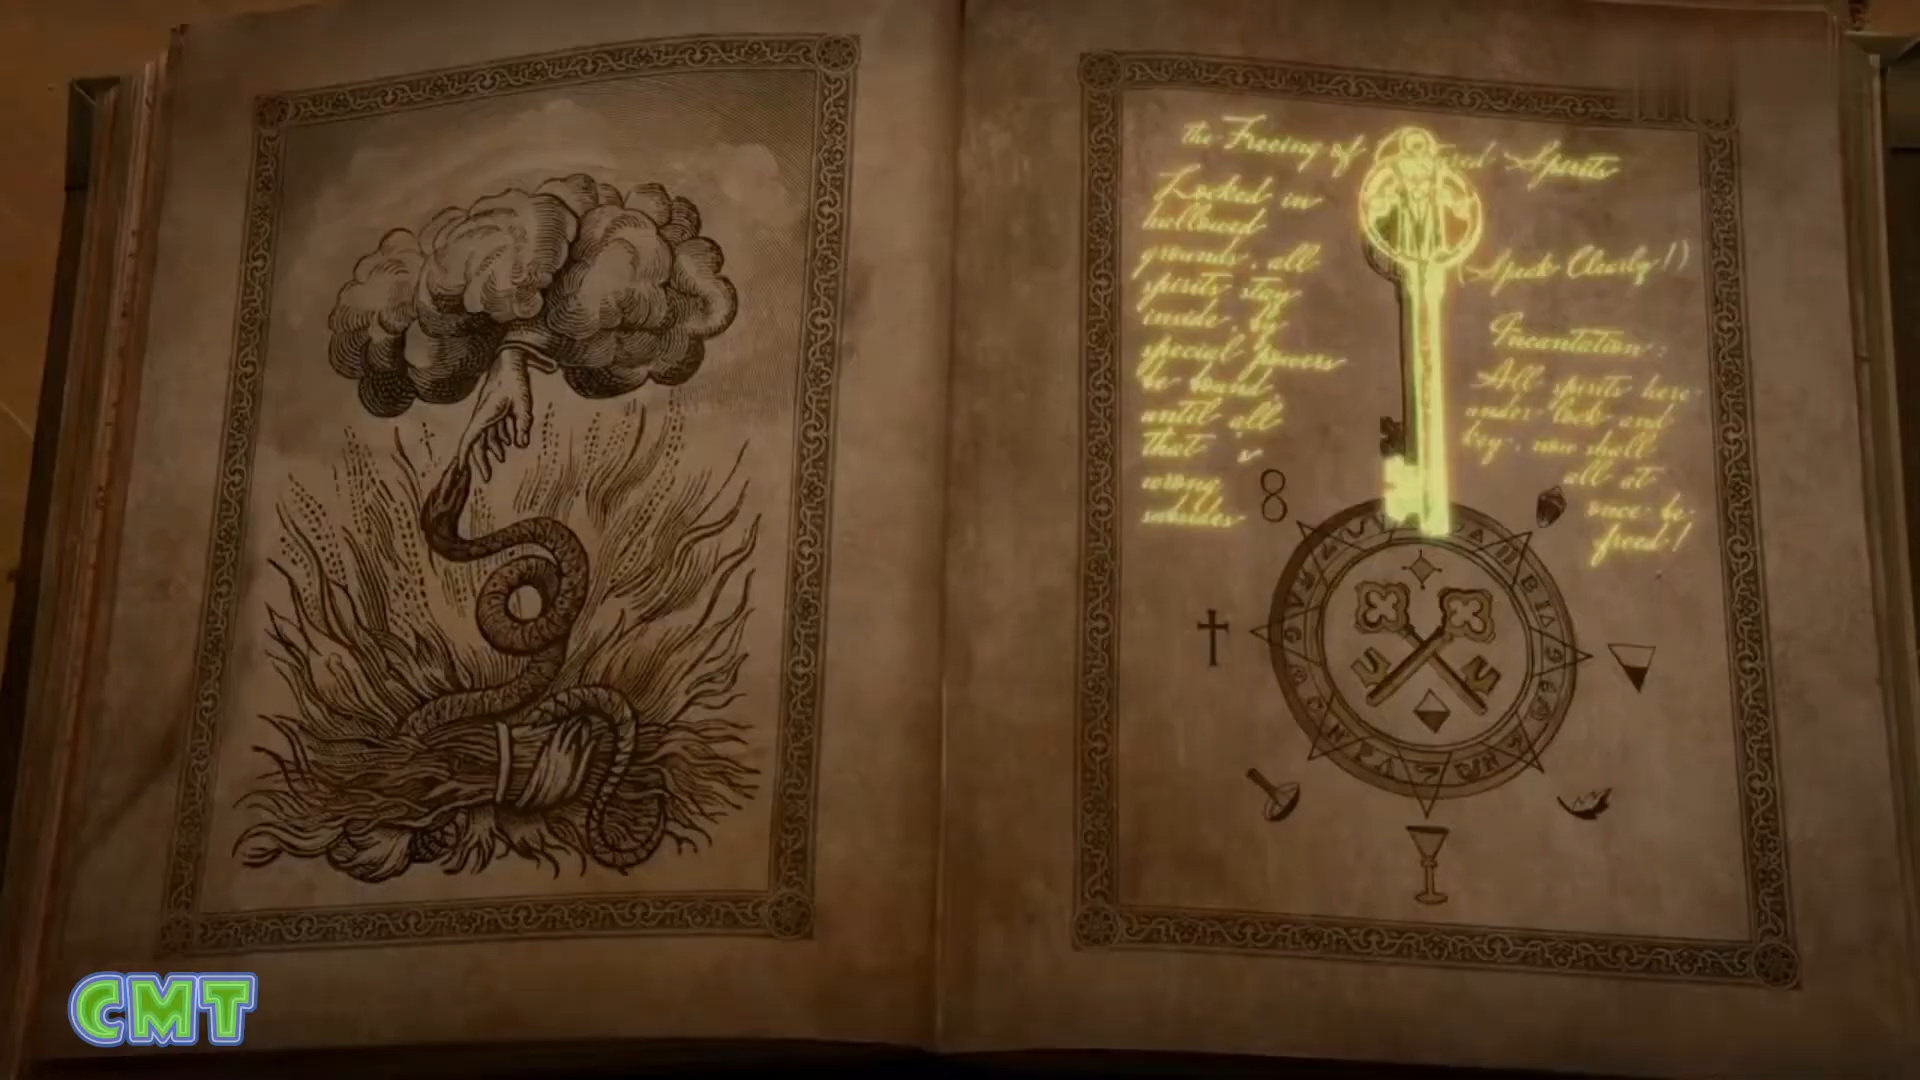 the Freeing of
Spirits
Locked in
hallowed
grounds, all
spirits stay
inside, by
special powers
be bound,
until all
that's
wrong
subsides
(Speak Clearly!)
Incantation:
All spirits here
under lock and
key, now shall
all at
once be
freed!
CMT